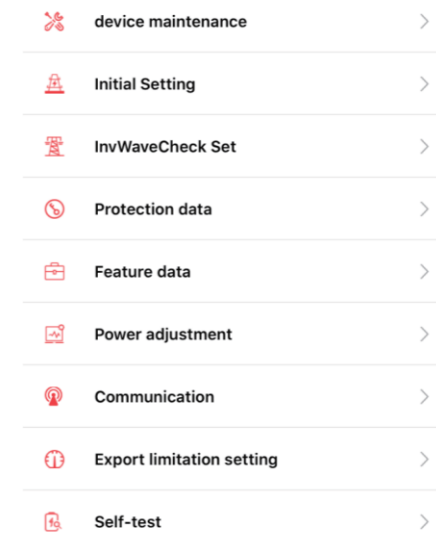 device maintenance
Initial Setting
InvWaveCheck Set
Protection data
Feature data
Power adjustment
Communication
Export limitation setting
Self-test